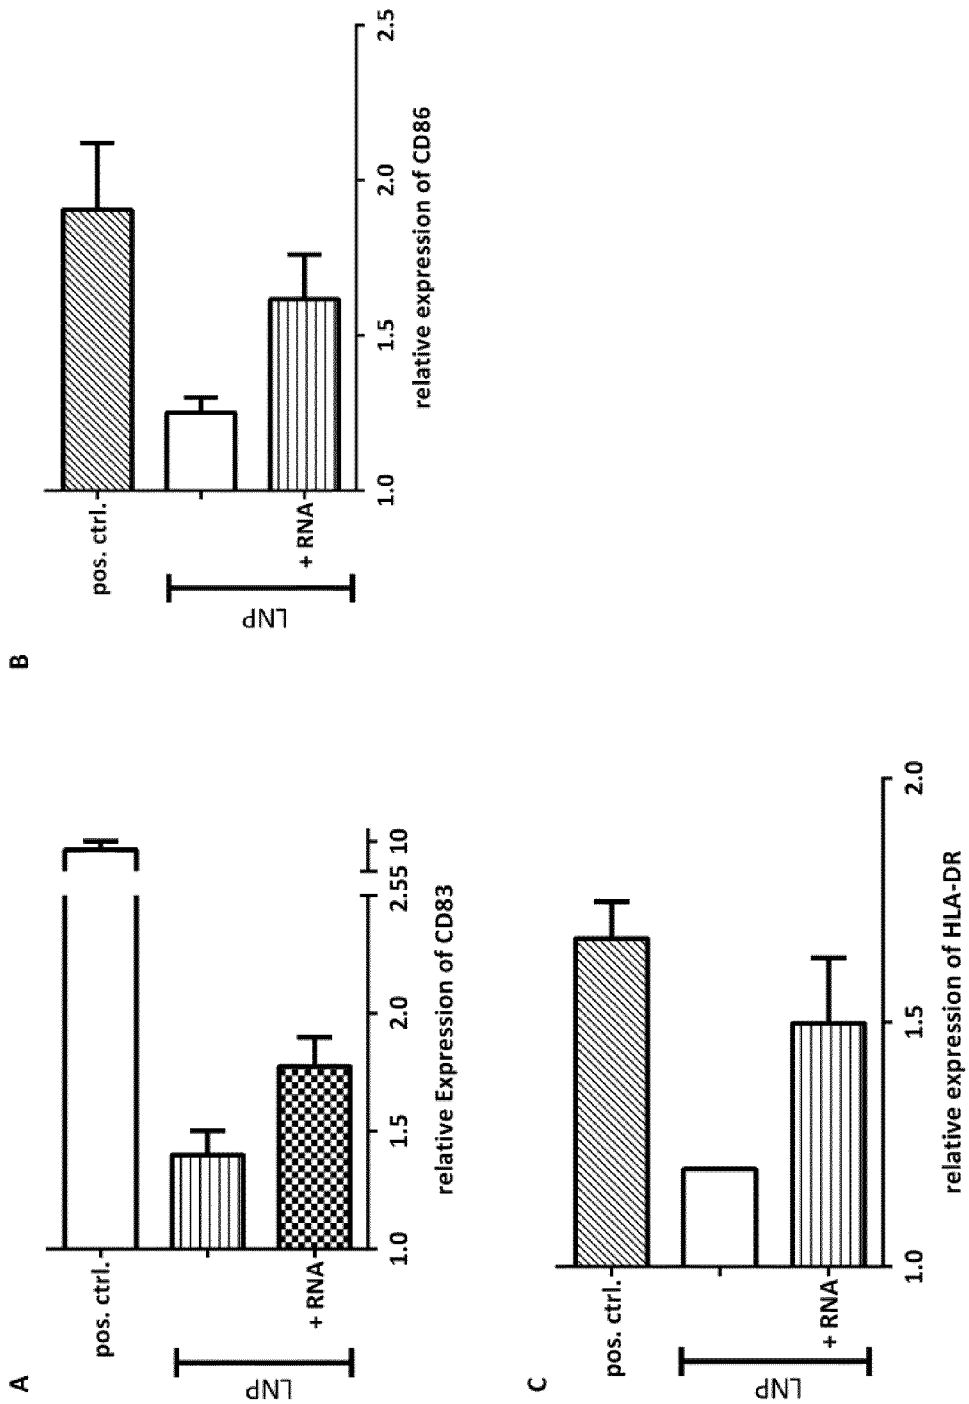 A
pos. ctrl.
LNP
+ RNA
1.0
1.5
2.0
2.55
10
relative Expression of CD83
B
pos. ctrl.
LNP
+ RNA
1.0
1.5
2.0
2.5
relative expression of CD86
C
pos. ctrl.
LNP
+ RNA
1.0
1.5
2.0
relative expression of HLA-DR